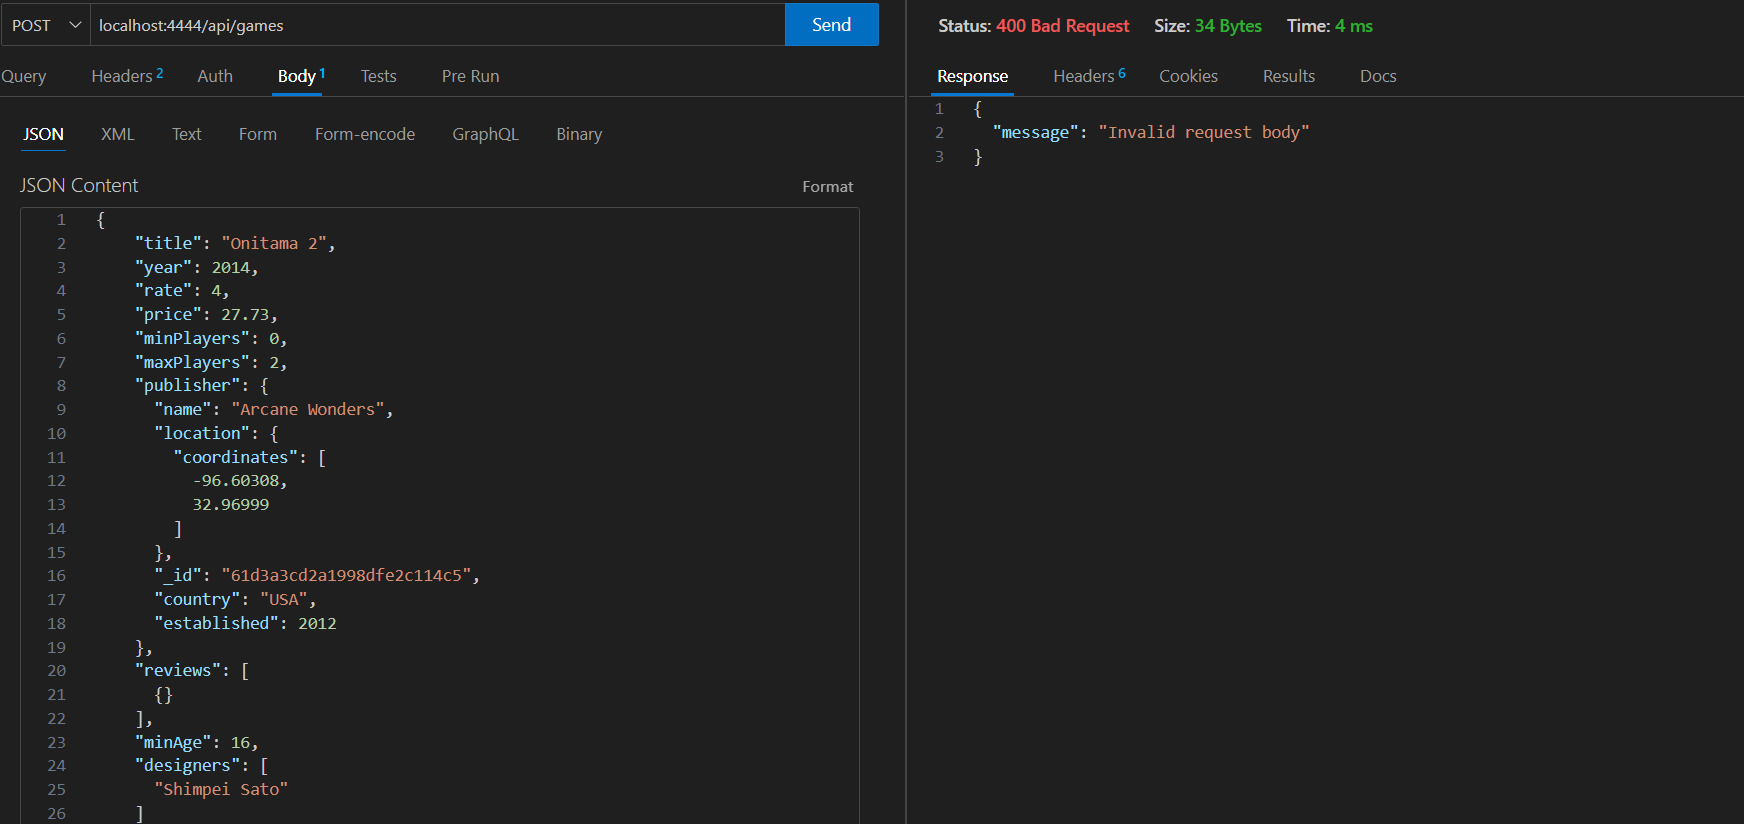 POST localhost:4444/api/games Send
Query Headers 2 Auth Body 1 Tests Pre Run
JSON XML Text Form Form-encode GraphQL Binary
JSON Content Format
1 {
2 "title": "Onitama 2",
3 "year": 2014,
4 "rate": 4,
5 "price": 27.73,
6 "minPlayers": 0,
7 "maxPlayers": 2,
8 "publisher": {
9 "name": "Arcane Wonders",
10 "location": {
11 "coordinates": [
12 -96.60308,
13 32.96999
14 ]
15 },
16 "_id": "61d3a3cd2a1998dfe2c114c5",
17 "country": "USA",
18 "established": 2012
19 },
20 "reviews": [
21 {}
22 ],
23 "minAge": 16,
24 "designers": [
25 "Shimpei Sato"
26 ]
Status: 400 Bad Request Size: 34 Bytes Time: 4 ms
Response Headers 6 Cookies Results Docs
1 {
2 "message": "Invalid request body"
3 }